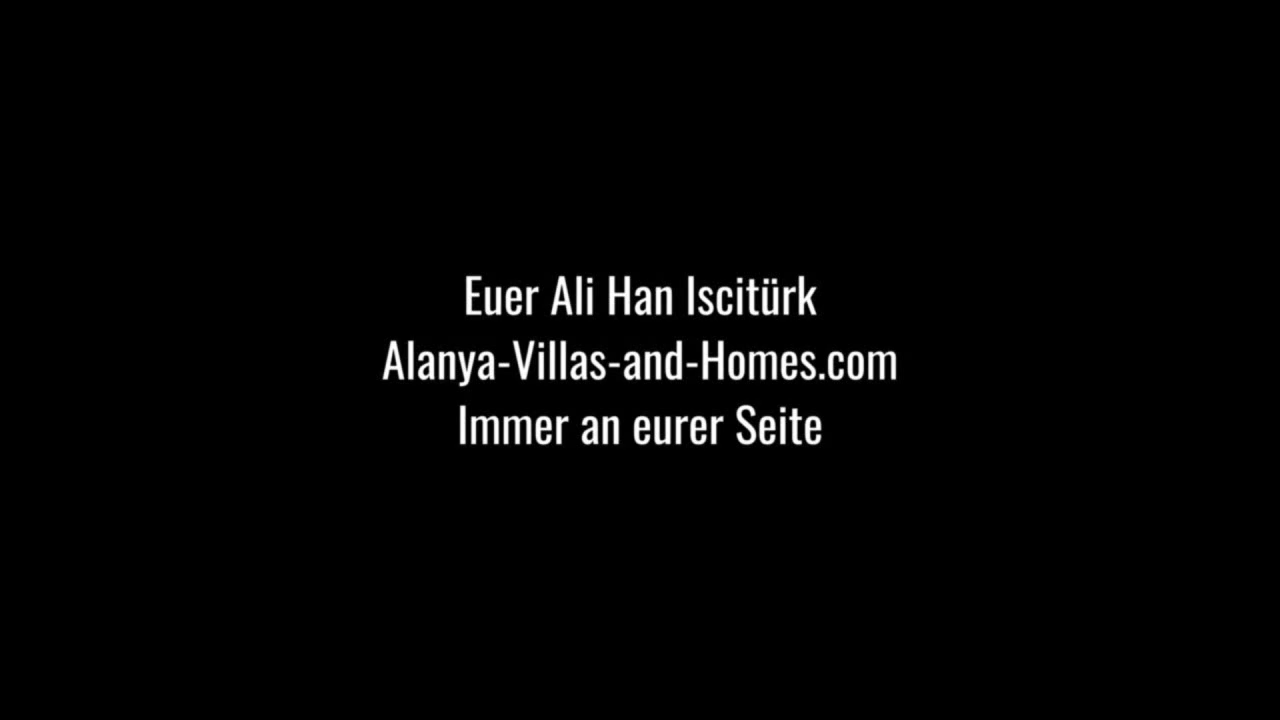 Euer Ali Han Iscitürk
Alanya-Villas-and-Homes.com
Immer an eurer Seite